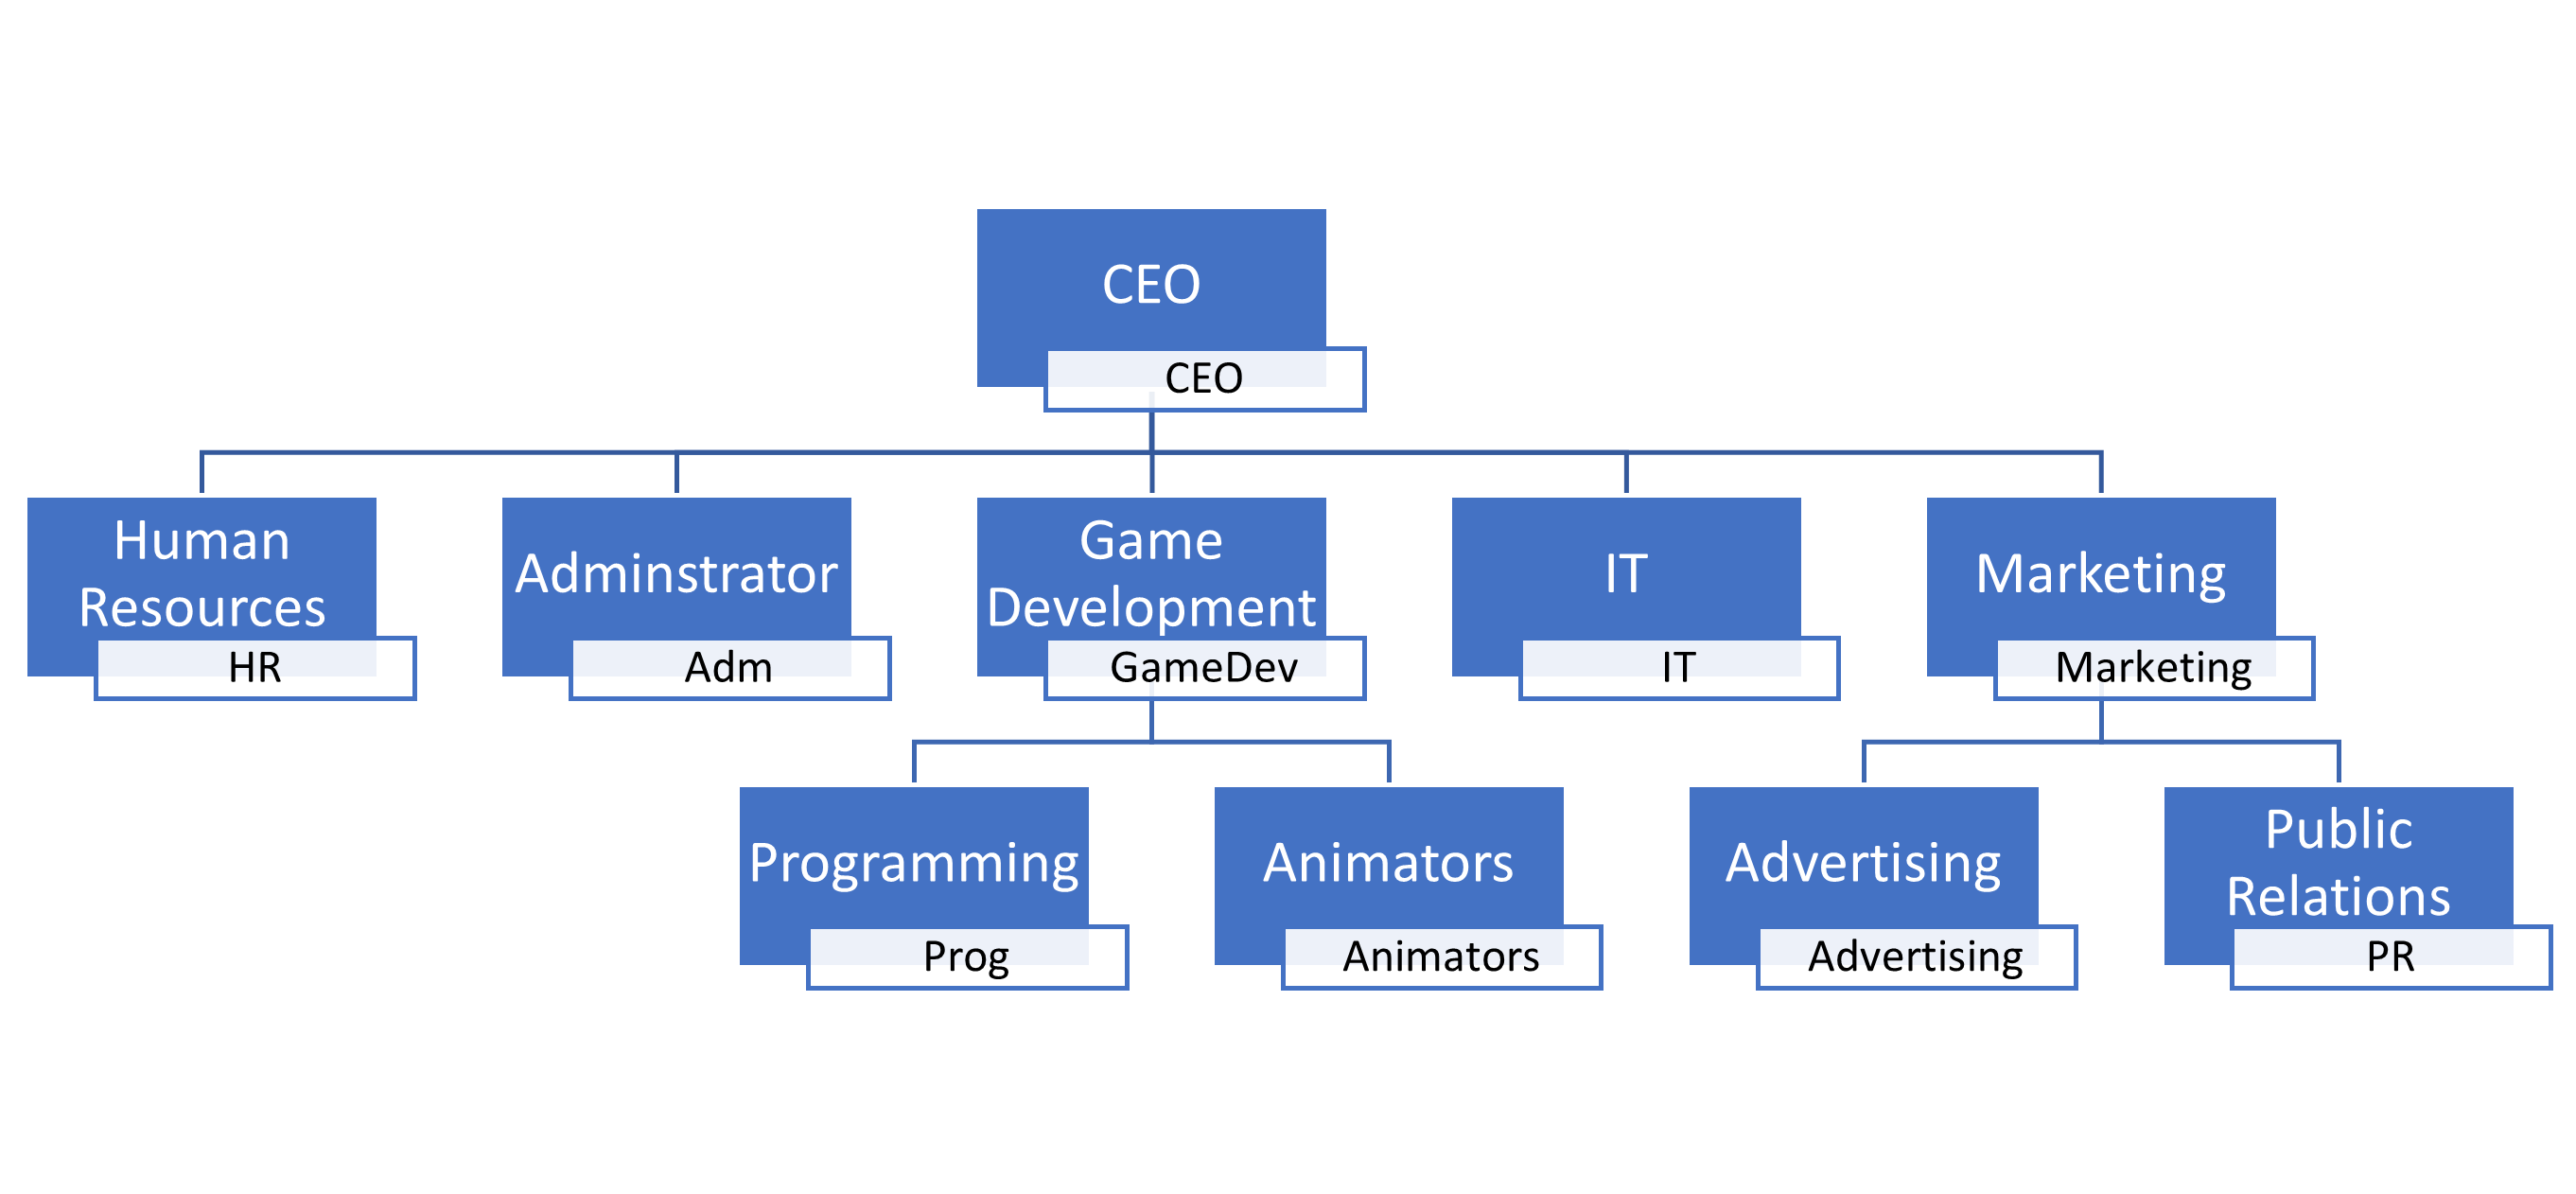 CEO
CEO
Human
Resources
HR
Adminstrator
Adm
Game
Development
GameDev
IT
IT
Marketing
Marketing
Programming
Prog
Animators
Animators
Advertising
Advertising
Public
Relations
PR